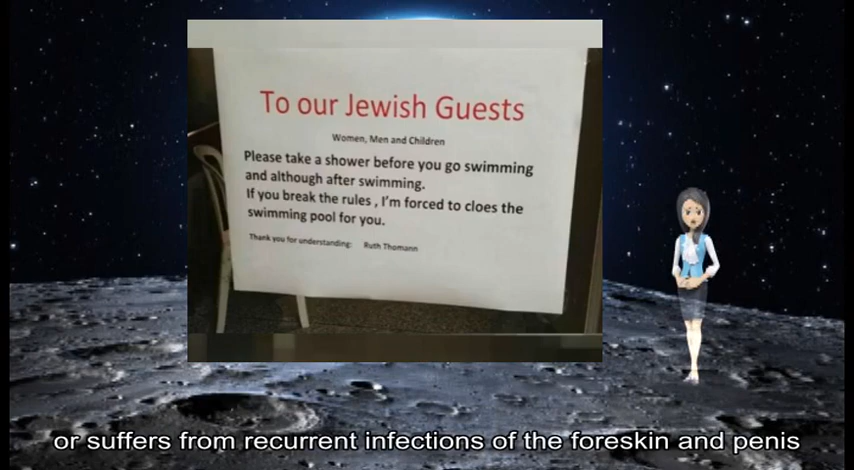 To our Jewish Guests
Women, Men and Children
Please take a shower before you go swimming
and although after swimming.
If you break the rules , I'm forced to cloes the
swimming pool for you.
Thank you for understanding: Ruth Thomann
or suffers from recurrent infections of the foreskin and penis